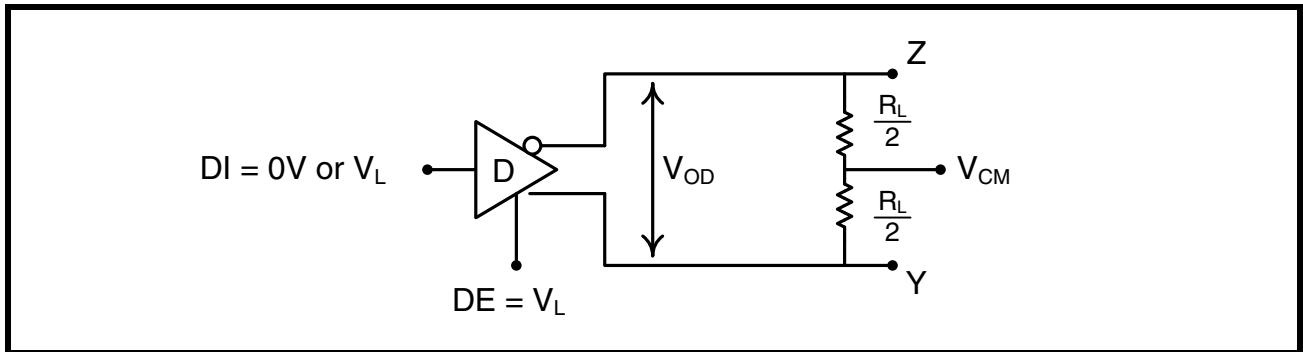 Z
R_L
2
DI = 0V or V_L
D
V_OD
V_CM
R_L
2
Y
DE = V_L